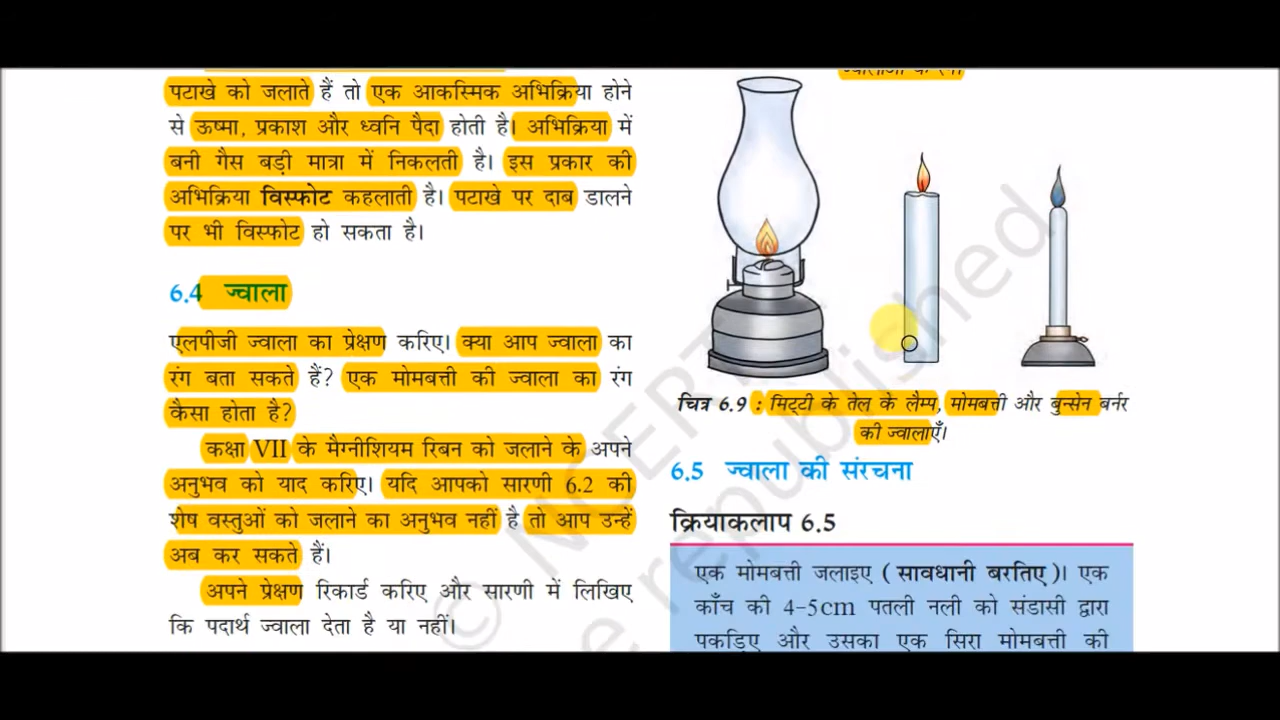 पटाखे को जलाते हैं तो एक आकस्मिक अभिक्रिया होने
से ऊष्मा, प्रकाश और ध्वनि पैदा होती है। अभिक्रिया में
बनी गैस बड़ी मात्रा में निकलती है। इस प्रकार की
अभिक्रिया विस्फोट कहलाती है। पटाखे पर दाब डालने
पर भी विस्फोट हो सकता है।
6.4 ज्वाला
एलपीजी ज्वाला का प्रेक्षण करिए। क्या आप ज्वाला का
रंग बता सकते हैं? एक मोमबत्ती की ज्वाला का रंग
कैसा होता है?
कक्षा VII के मैग्नीशियम रिबन को जलाने के अपने
अनुभव को याद करिए। यदि आपको सारणी 6.2 की
शेष वस्तुओं को जलाने का अनुभव नहीं है तो आप उन्हें
अब कर सकते हैं।
अपने प्रेक्षण रिकार्ड करिए और सारणी में लिखिए
कि पदार्थ ज्वाला देता है या नहीं।
चित्र 6.9 : मिट्टी के तेल के लैम्प, मोमबत्ती और बुन्सेन बर्नर
की ज्वालाएँ।
6.5 ज्वाला की संरचना
क्रियाकलाप 6.5
एक मोमबत्ती जलाइए (सावधानी बरतिए)। एक
काँच की 4-5cm पतली नली को संडासी द्वारा
पकड़िए और उसका एक सिरा मोमबत्ती की
© NCERT
be republished